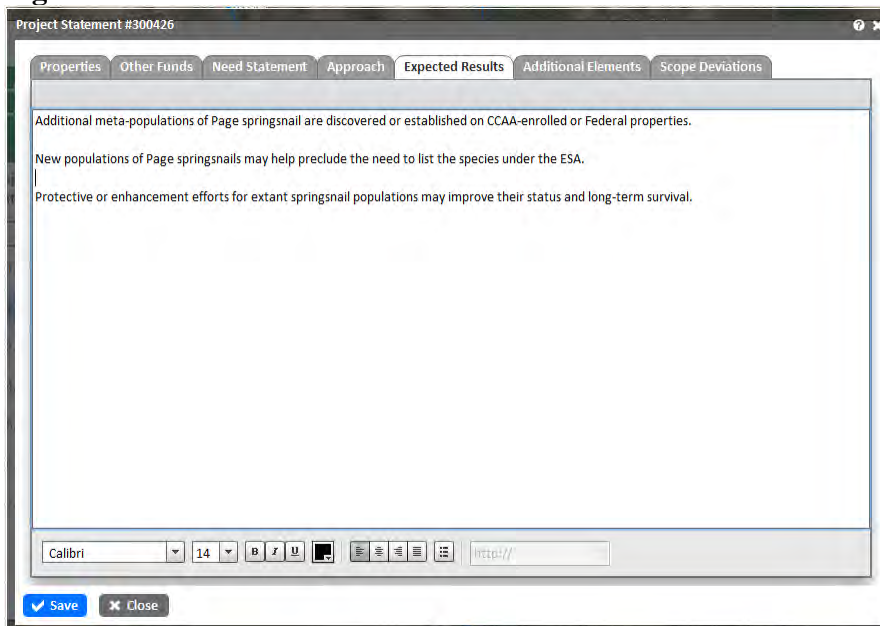 Project Statement #300426
Properties Other Funds Need Statement Approach Expected Results Additional Elements Scope Deviations
Additional meta-populations of Page springsnail are discovered or established on CCAA-enrolled or Federal properties.
New populations of Page springsnails may help preclude the need to list the species under the ESA.
Protective or enhancement efforts for extant springsnail populations may improve their status and long-term survival.
Calibri 14 B I U http://
Save Close